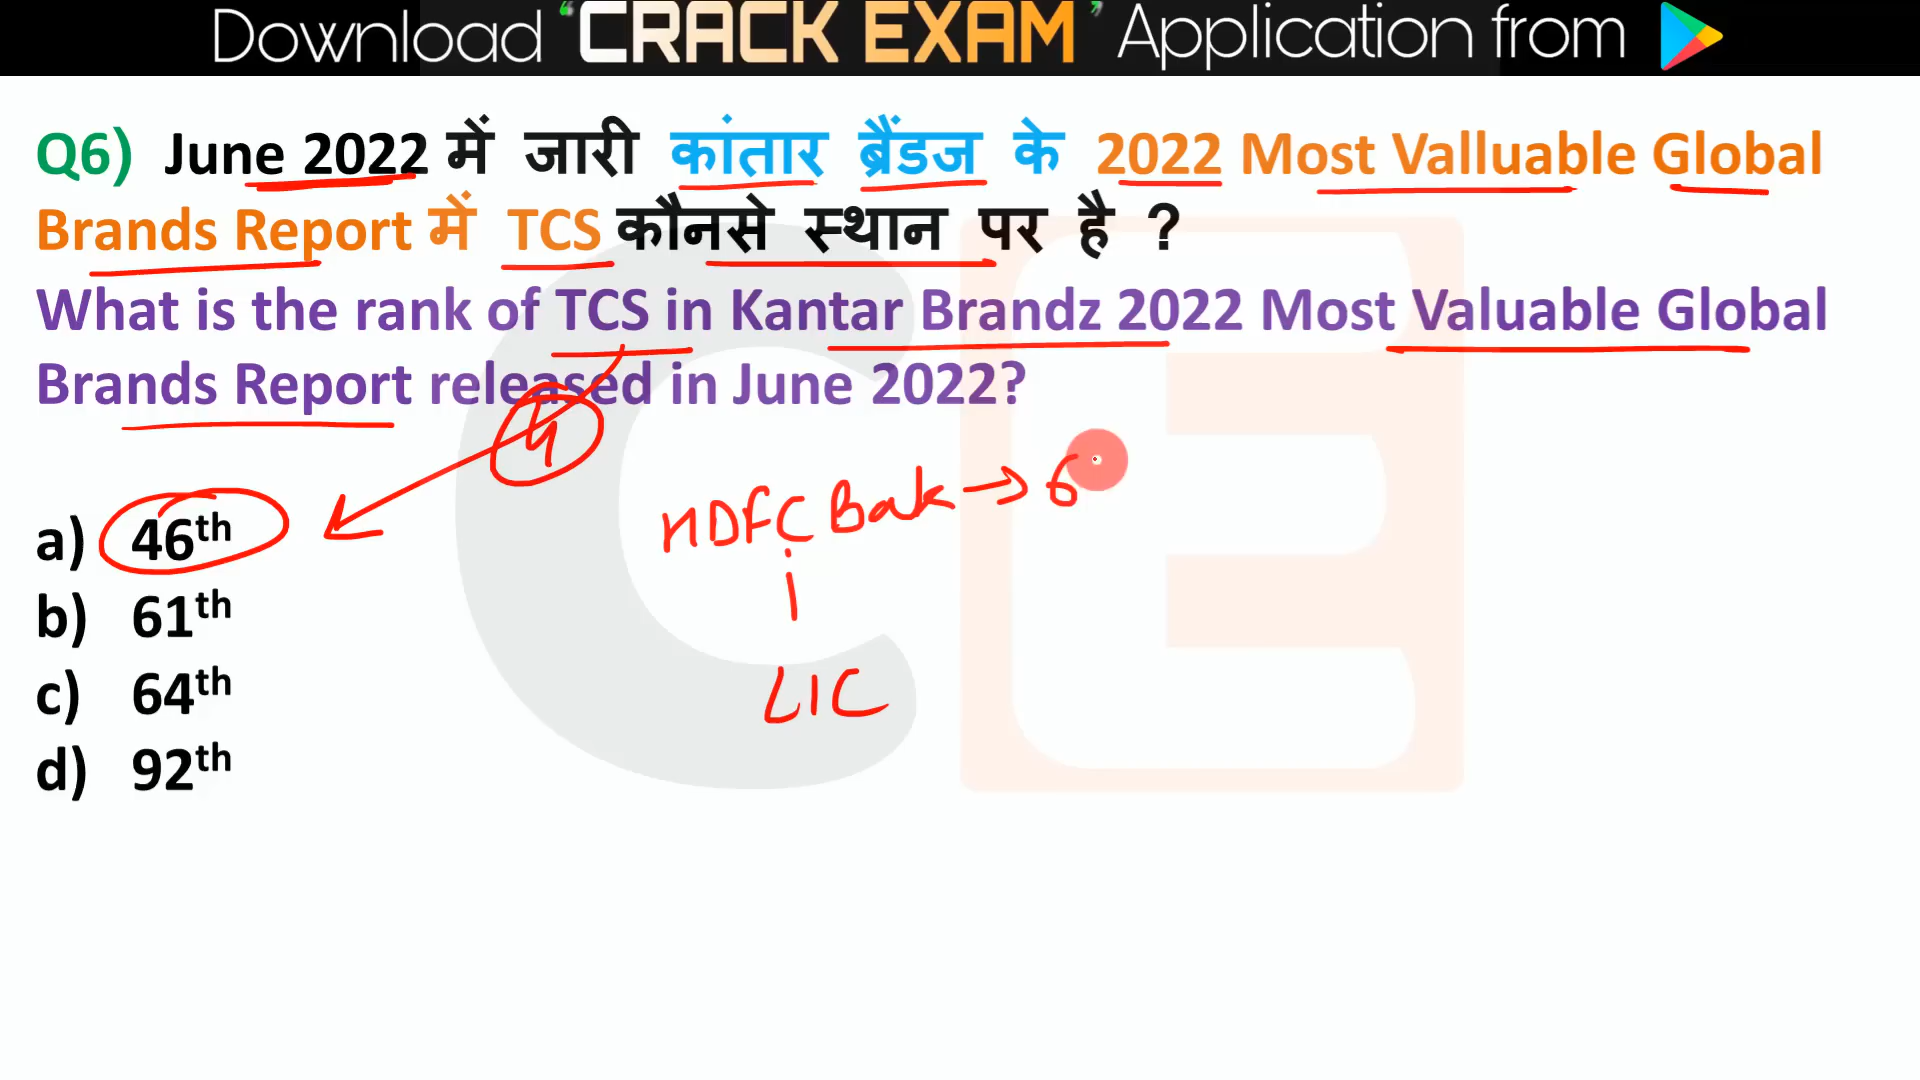 Download "CRACK EXAM" Application from
Q6) June 2022 में जारी कांतार ब्रैंडज के 2022 Most Valluable Global
Brands Report में TCS कौनसे स्थान पर है ?
What is the rank of TCS in Kantar Brandz 2022 Most Valuable Global
Brands Report released in June 2022?
4
HDFC Bak → 6
a) 46th
b) 61th
LIC
c) 64th
d) 92th
CE